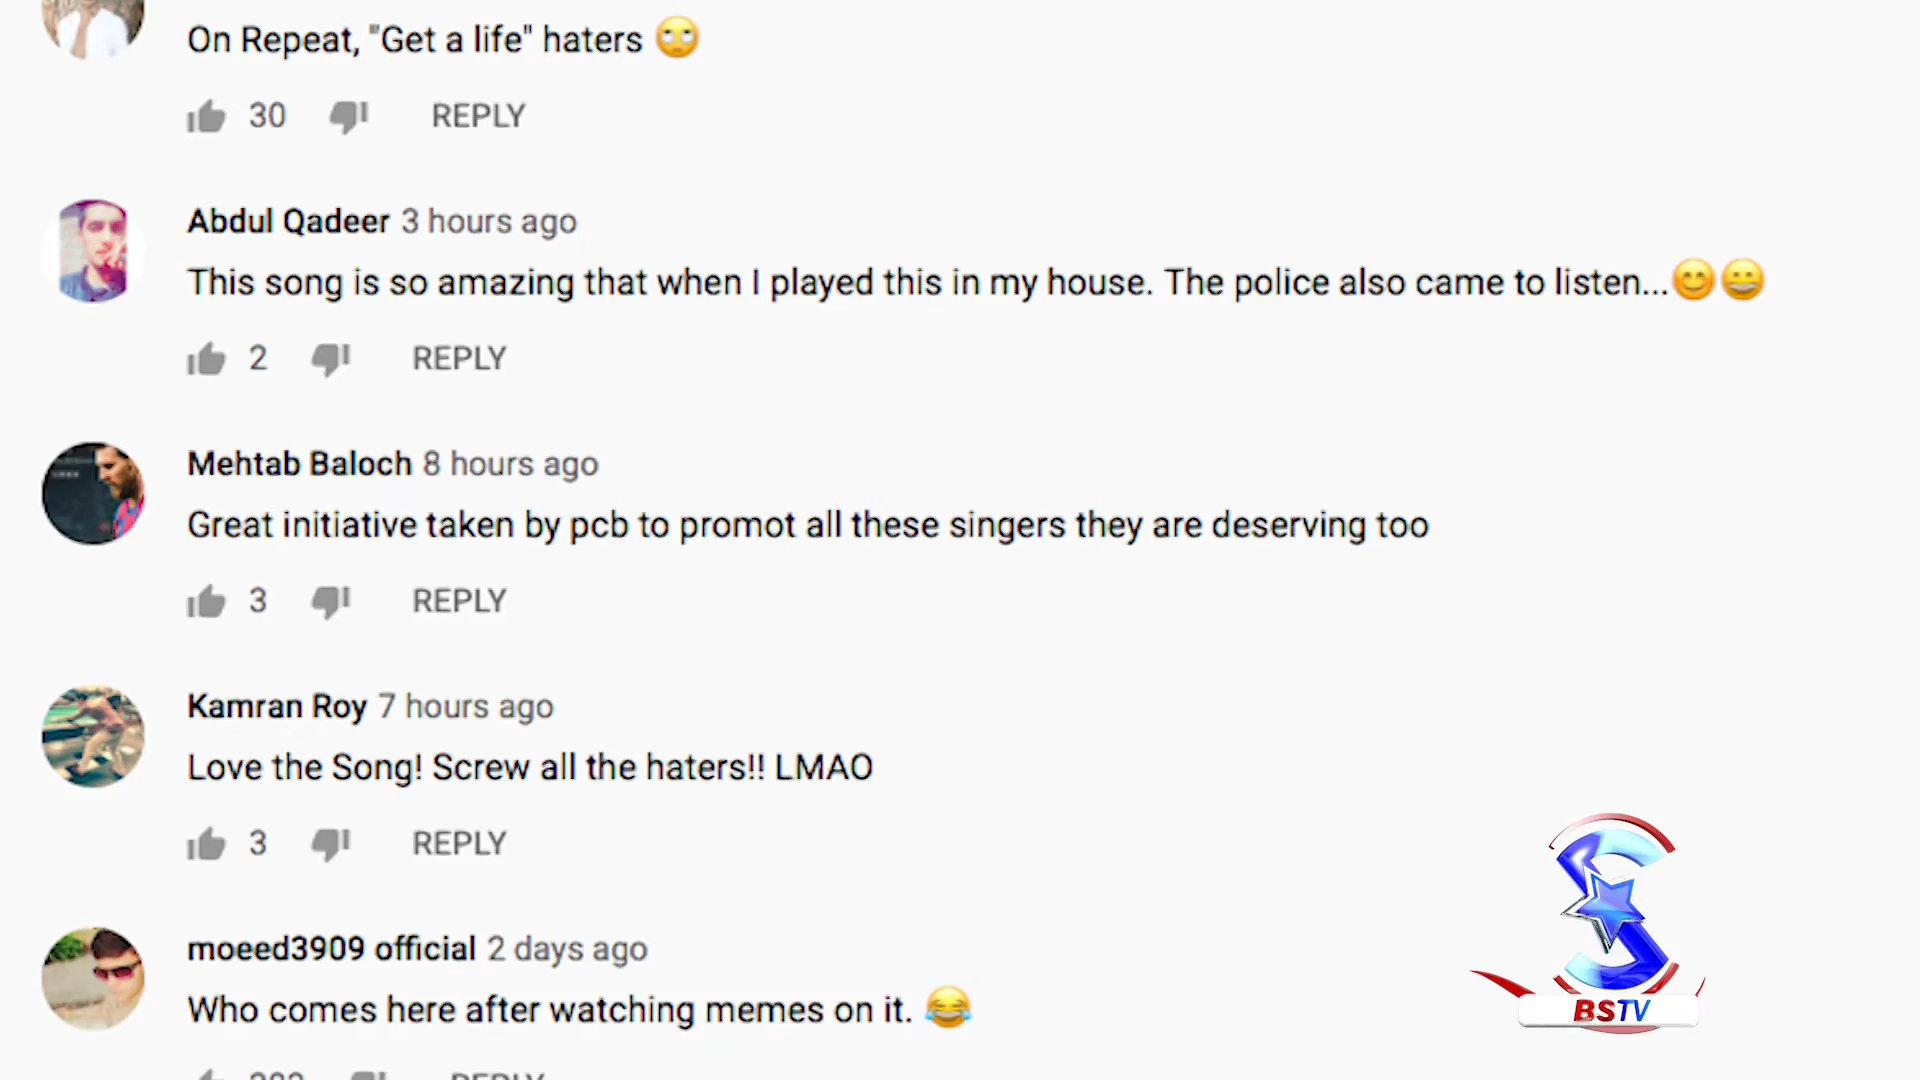 On Repeat, "Get a life" haters 🙄
30 REPLY
Abdul Qadeer 3 hours ago
This song is so amazing that when I played this in my house. The police also came to listen...😊😄
2 REPLY
Mehtab Baloch 8 hours ago
Great initiative taken by pcb to promot all these singers they are deserving too
3 REPLY
Kamran Roy 7 hours ago
Love the Song! Screw all the haters!! LMAO
3 REPLY
moeed3909 official 2 days ago
Who comes here after watching memes on it. 😂
REPLY
BSTV